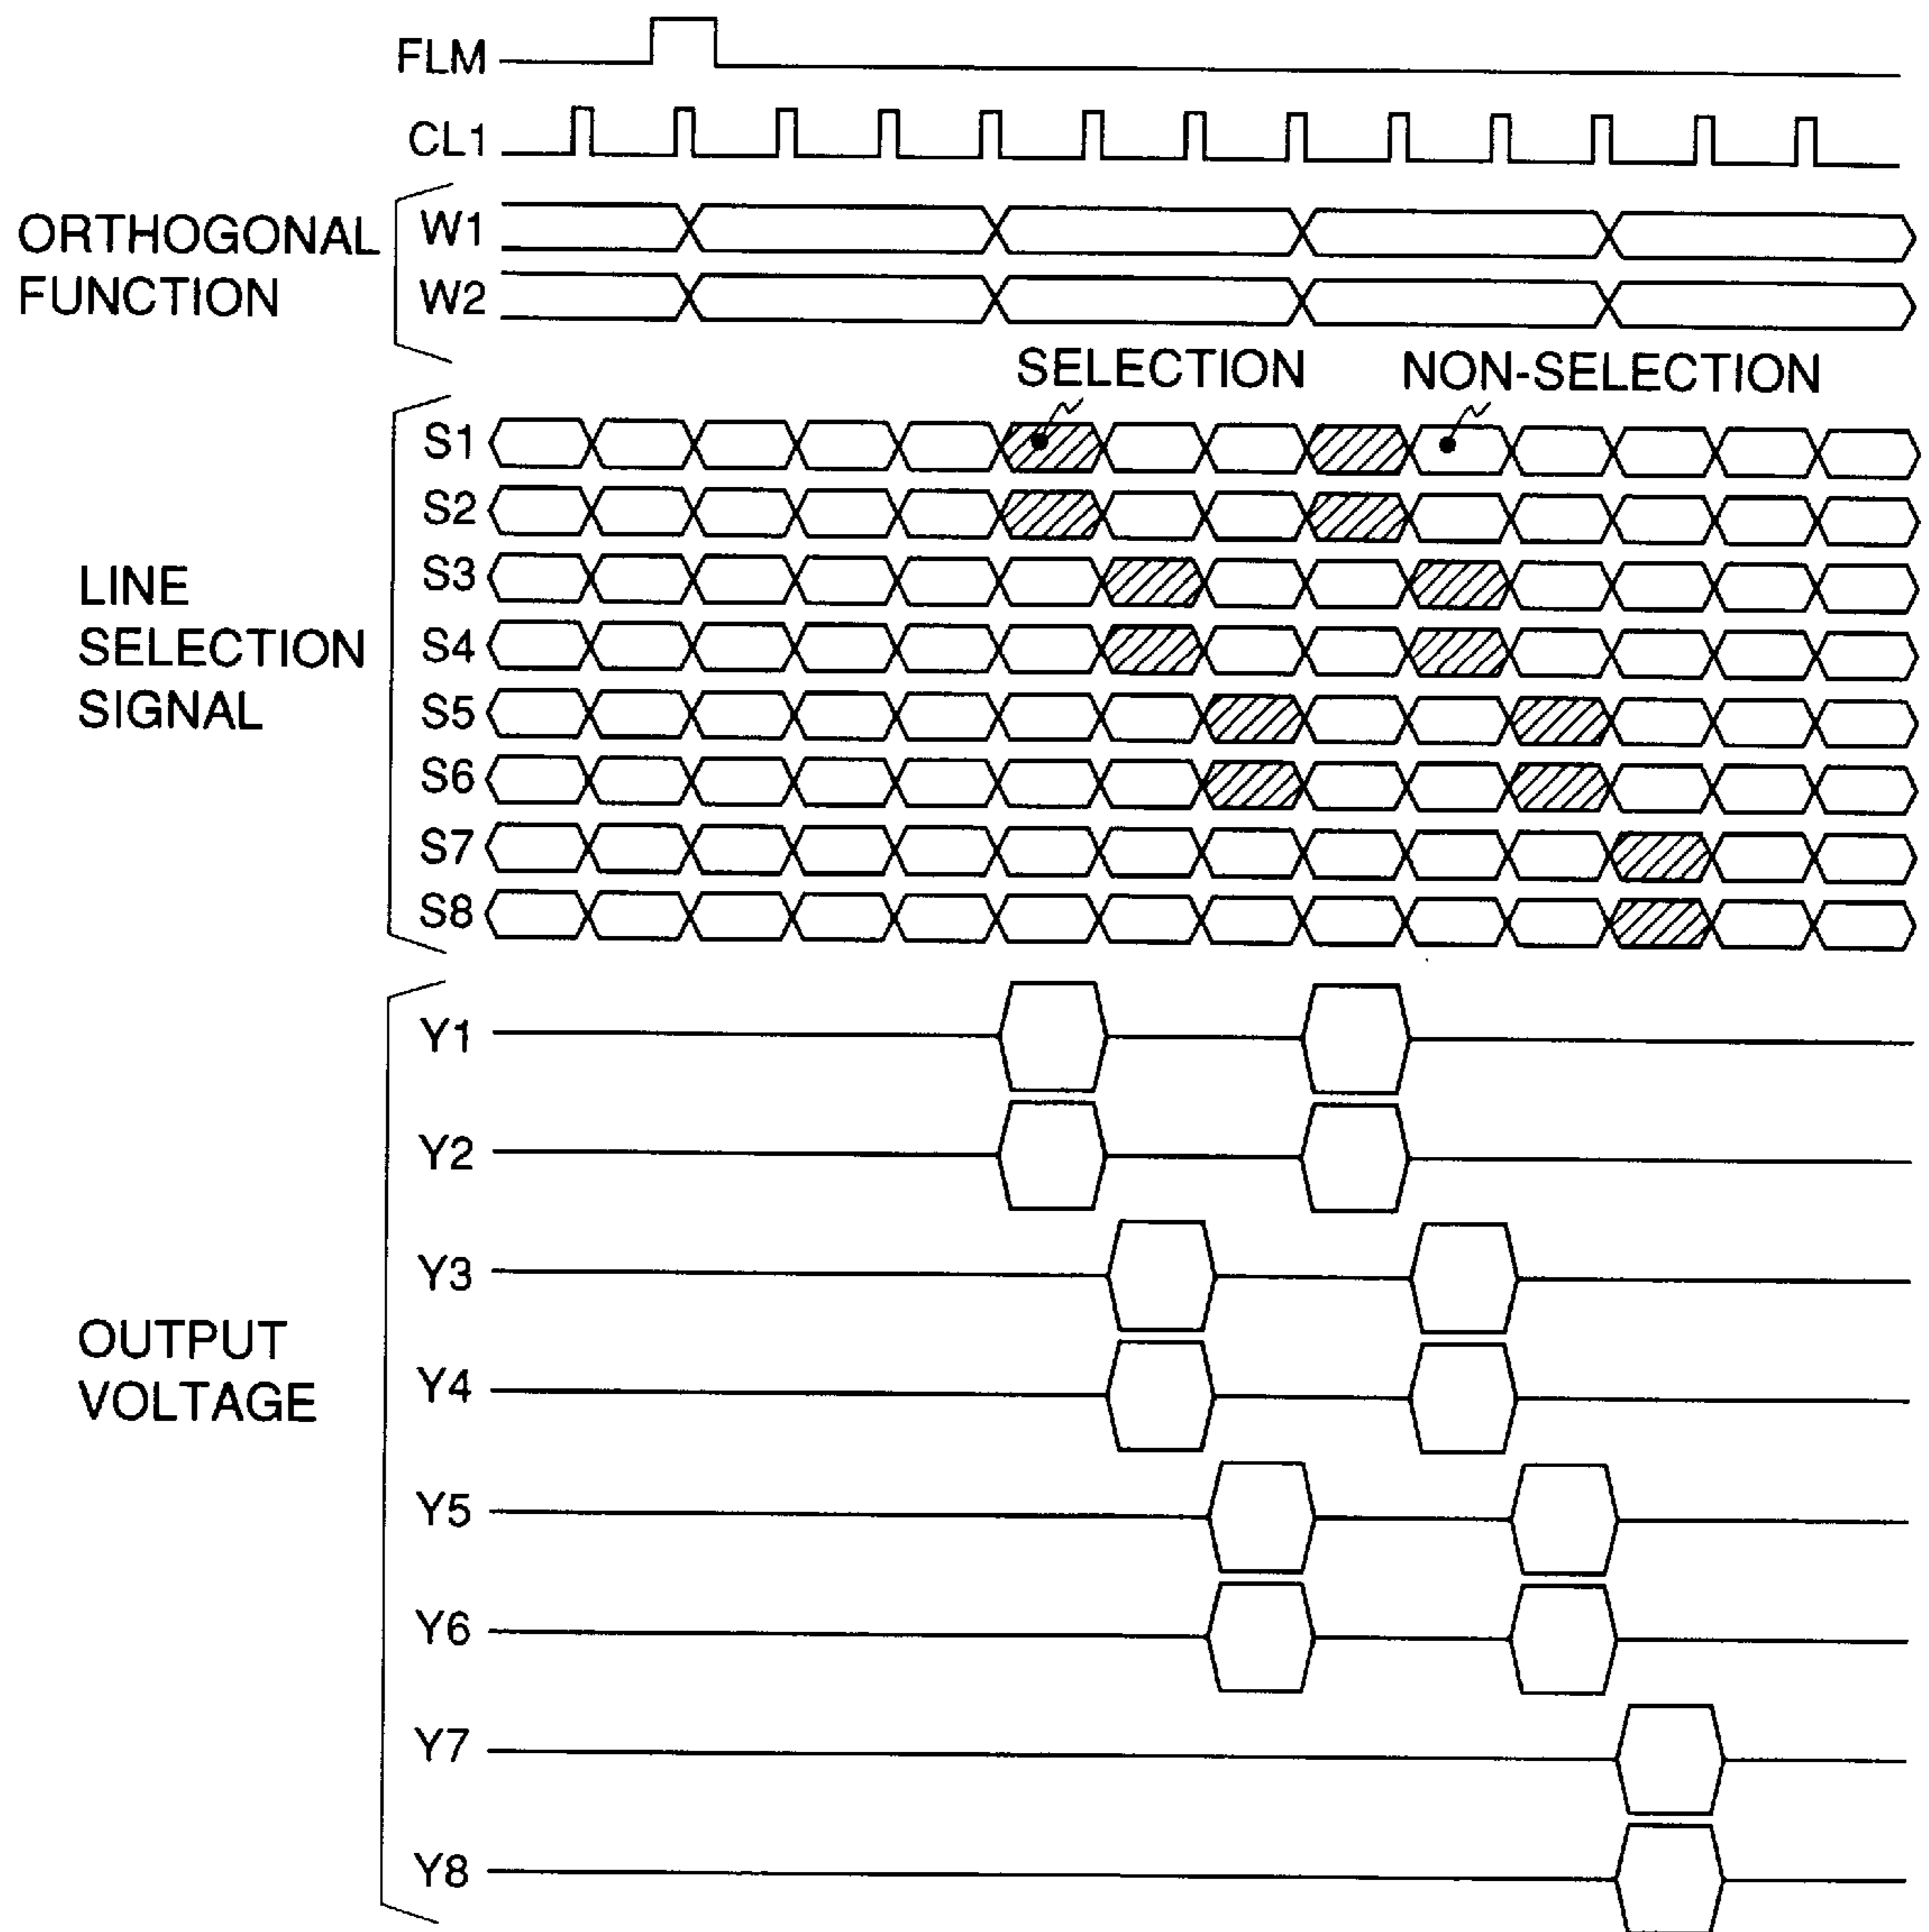 FLM
CL1
ORTHOGONAL
FUNCTION
W1
W2
SELECTION
NON-SELECTION
LINE
SELECTION
SIGNAL
S1
S2
S3
S4
S5
S6
S7
S8
OUTPUT
VOLTAGE
Y1
Y2
Y3
Y4
Y5
Y6
Y7
Y8